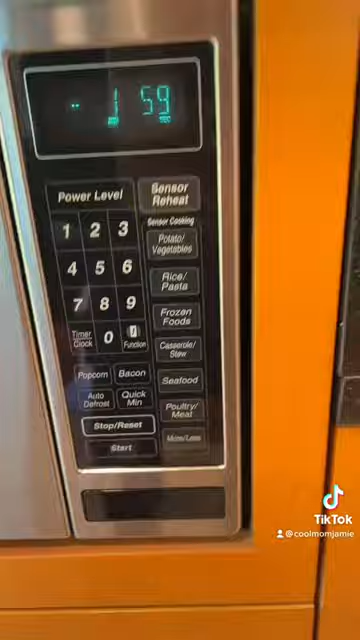 1 59
MIN SEC
Power Level
Sensor Reheat
1 2 3
Sensor Cooking
Potato/ Vegetables
4 5 6
Rice/ Pasta
7 8 9
Frozen Foods
Timer Clock
0
Function
Casserole/ Stew
Popcorn
Bacon
Seafood
Auto Defrost
Quick Min
Poultry/ Meat
Stop/Reset
More/Less
Start
TikTok
@coolmomjamie